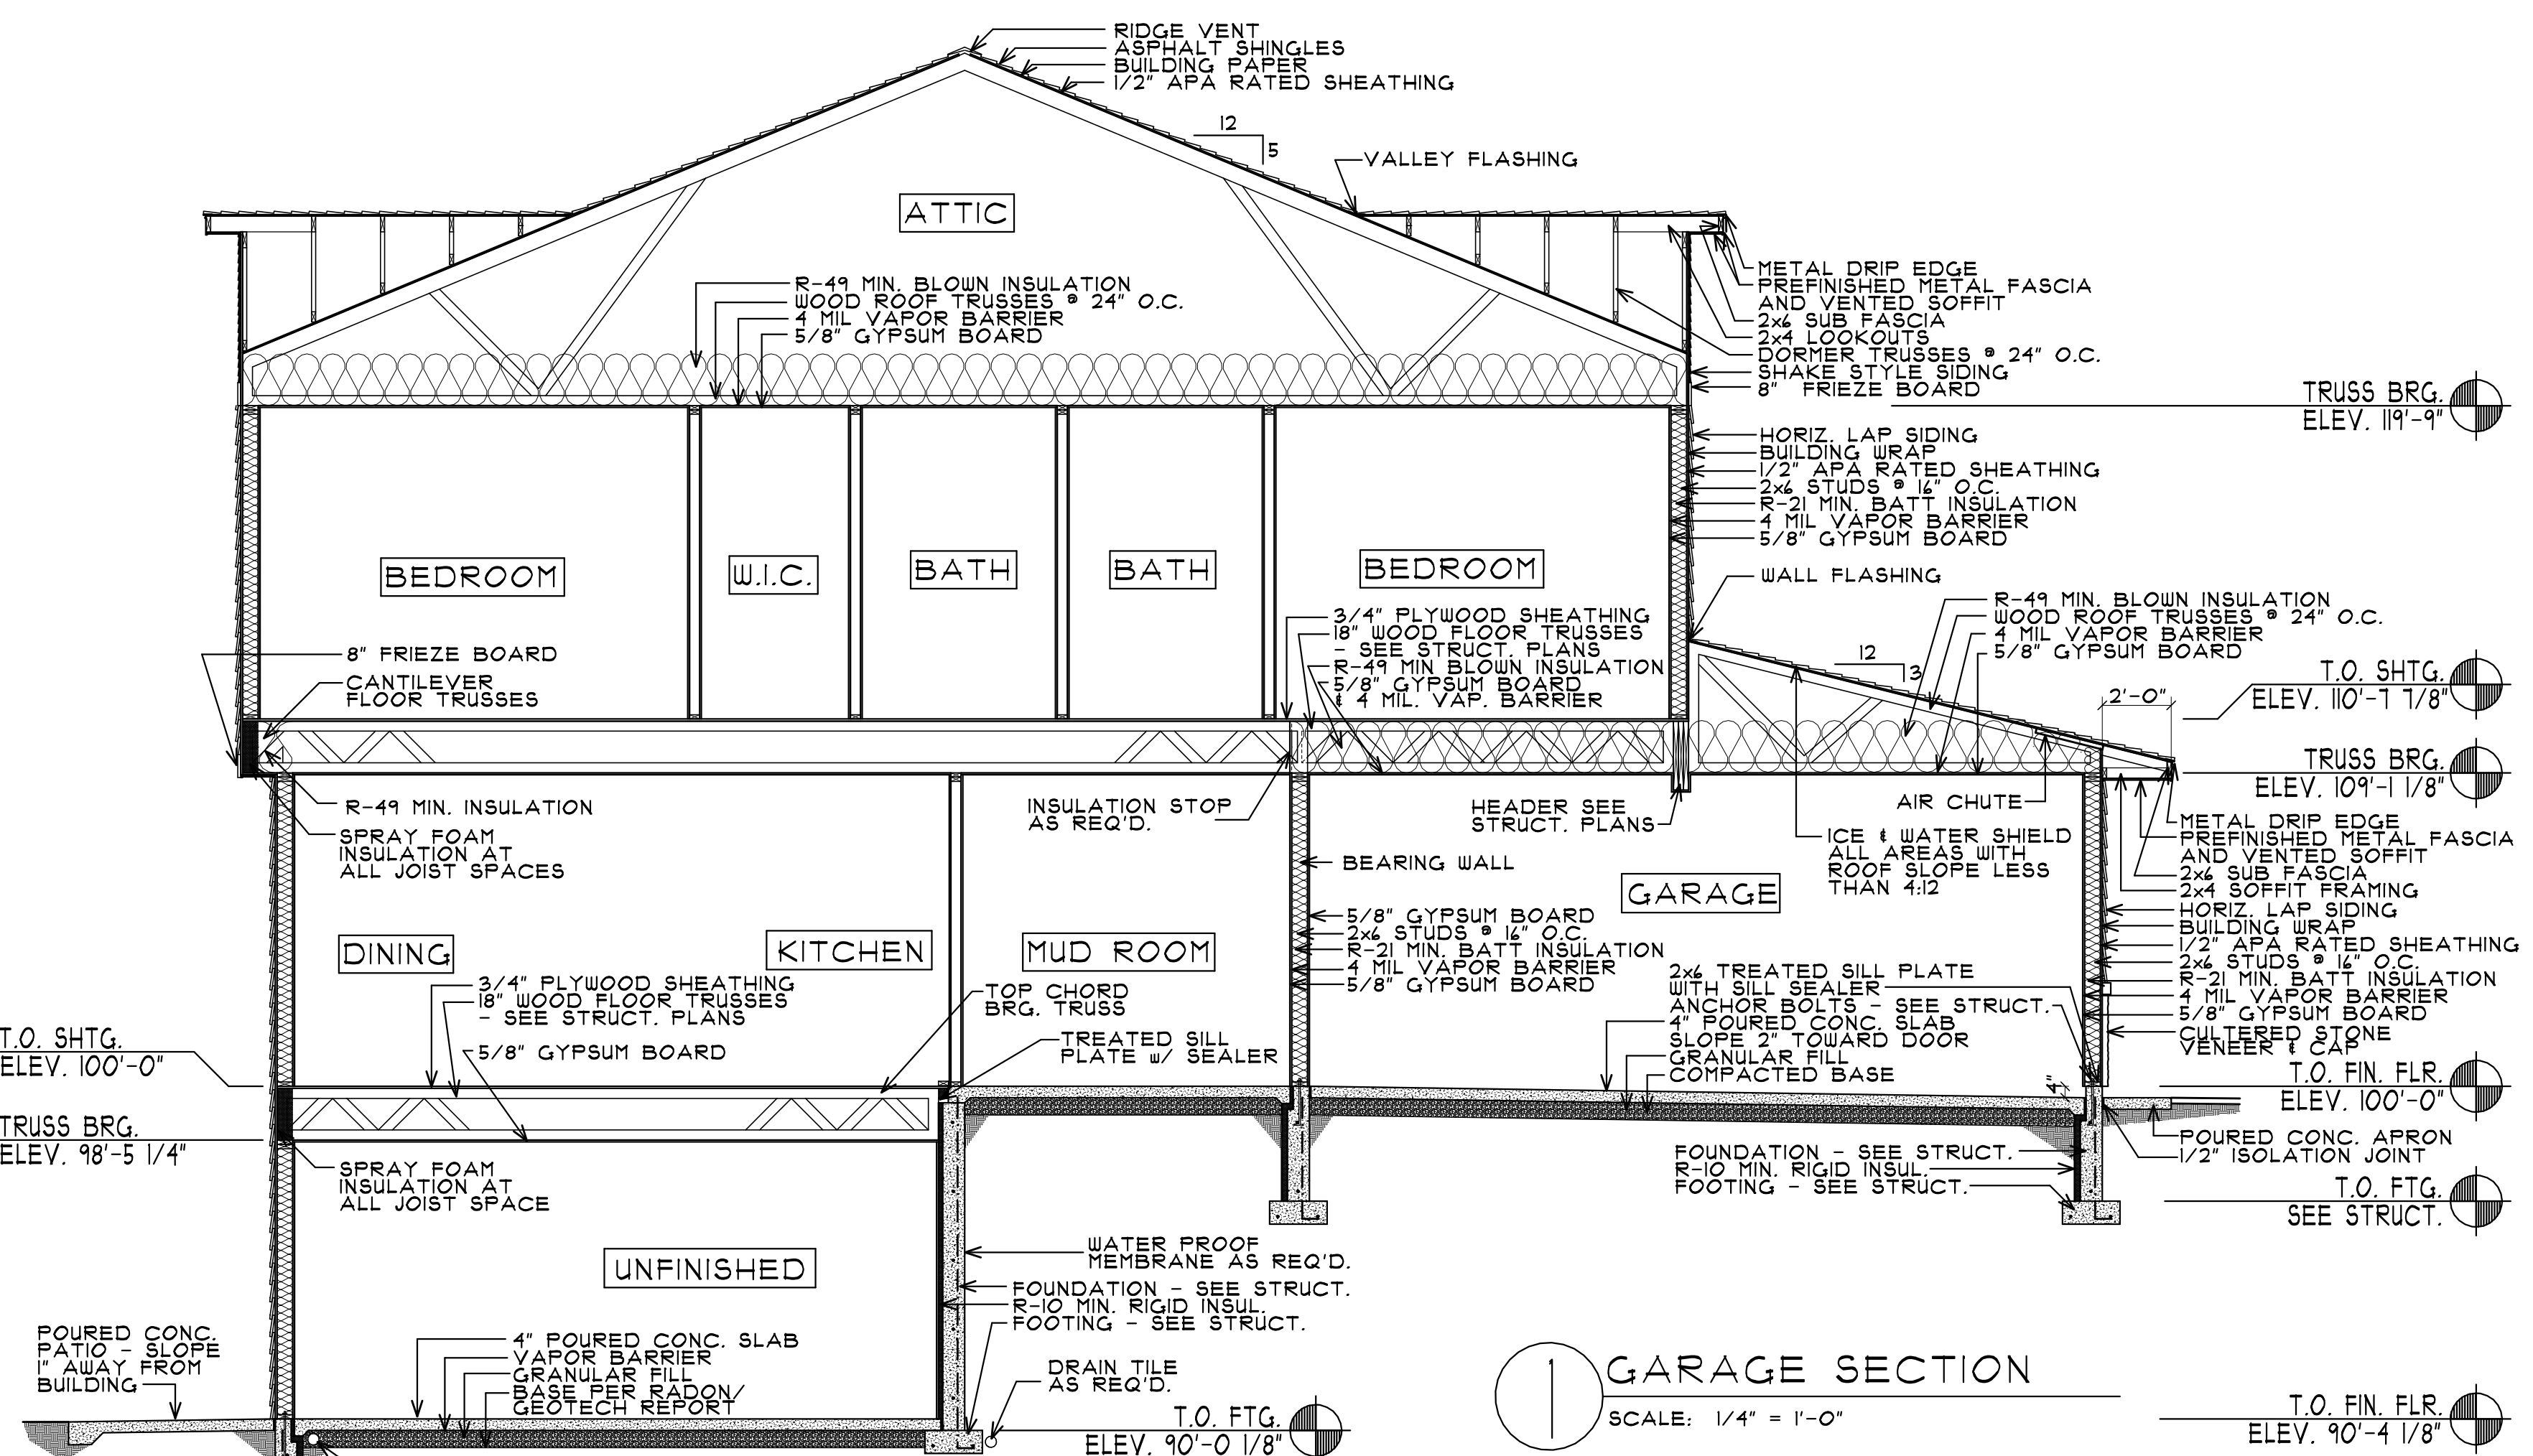 RIDGE VENT
ASPHALT SHINGLES
BUILDING PAPER
1/2" APA RATED SHEATHING
12
5
VALLEY FLASHING
ATTIC
R-49 MIN. BLOWN INSULATION
WOOD ROOF TRUSSES @ 24" O.C.
4 MIL VAPOR BARRIER
5/8" GYPSUM BOARD
METAL DRIP EDGE
PREFINISHED METAL FASCIA
AND VENTED SOFFIT
2x6 SUB FASCIA
2x4 LOOKOUTS
DORMER TRUSSES @ 24" O.C.
SHAKE STYLE SIDING
8" FRIEZE BOARD
TRUSS BRG.
ELEV. 119'-9"
HORIZ. LAP SIDING
BUILDING WRAP
1/2" APA RATED SHEATHING
2x6 STUDS @ 16" O.C.
R-21 MIN. BATT INSULATION
4 MIL VAPOR BARRIER
5/8" GYPSUM BOARD
BEDROOM
W.I.C.
BATH
BATH
BEDROOM
WALL FLASHING
3/4" PLYWOOD SHEATHING
18" WOOD FLOOR TRUSSES
- SEE STRUCT. PLANS
R-49 MIN BLOWN INSULATION
5/8" GYPSUM BOARD
& 4 MIL. VAP. BARRIER
R-49 MIN. BLOWN INSULATION
WOOD ROOF TRUSSES @ 24" O.C.
4 MIL VAPOR BARRIER
5/8" GYPSUM BOARD
12
3
2'-0"
T.O. SHTG.
ELEV. 110'-7 7/8"
8" FRIEZE BOARD
CANTILEVER
FLOOR TRUSSES
TRUSS BRG.
ELEV. 109'-1 1/8"
R-49 MIN. INSULATION
SPRAY FOAM
INSULATION AT
ALL JOIST SPACES
INSULATION STOP
AS REQ'D.
HEADER SEE
STRUCT. PLANS
AIR CHUTE
ICE & WATER SHIELD
ALL AREAS WITH
ROOF SLOPE LESS
THAN 4:12
BEARING WALL
GARAGE
METAL DRIP EDGE
PREFINISHED METAL FASCIA
AND VENTED SOFFIT
2x6 SUB FASCIA
2x4 SOFFIT FRAMING
HORIZ. LAP SIDING
BUILDING WRAP
1/2" APA RATED SHEATHING
2x6 STUDS @ 16" O.C.
R-21 MIN. BATT INSULATION
4 MIL VAPOR BARRIER
5/8" GYPSUM BOARD
CULTERED STONE
VENEER & CAP
DINING
KITCHEN
MUD ROOM
5/8" GYPSUM BOARD
2x6 STUDS @ 16" O.C.
R-21 MIN. BATT INSULATION
4 MIL VAPOR BARRIER
5/8" GYPSUM BOARD
2x6 TREATED SILL PLATE
WITH SILL SEALER
ANCHOR BOLTS - SEE STRUCT.
4" POURED CONC. SLAB
SLOPE 2" TOWARD DOOR
GRANULAR FILL
COMPACTED BASE
3/4" PLYWOOD SHEATHING
18" WOOD FLOOR TRUSSES
- SEE STRUCT. PLANS
5/8" GYPSUM BOARD
TOP CHORD
BRG. TRUSS
TREATED SILL
PLATE w/ SEALER
T.O. SHTG.
ELEV. 100'-0"
TRUSS BRG.
ELEV. 98'-5 1/4"
4"
T.O. FIN. FLR.
ELEV. 100'-0"
POURED CONC. APRON
1/2" ISOLATION JOINT
FOUNDATION - SEE STRUCT.
R-10 MIN. RIGID INSUL.
FOOTING - SEE STRUCT.
T.O. FTG.
SEE STRUCT.
SPRAY FOAM
INSULATION AT
ALL JOIST SPACE
UNFINISHED
WATER PROOF
MEMBRANE AS REQ'D.
FOUNDATION - SEE STRUCT.
R-10 MIN. RIGID INSUL.
FOOTING - SEE STRUCT.
POURED CONC.
PATIO - SLOPE
1" AWAY FROM
BUILDING
4" POURED CONC. SLAB
VAPOR BARRIER
GRANULAR FILL
BASE PER RADON/
GEOTECH REPORT
DRAIN TILE
AS REQ'D.
T.O. FTG.
ELEV. 90'-0 1/8"
1
GARAGE SECTION
SCALE: 1/4" = 1'-0"
T.O. FIN. FLR.
ELEV. 90'-4 1/8"